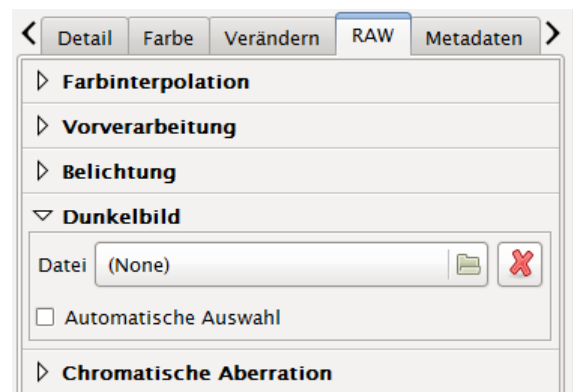 Detail Farbe Verändern RAW Metadaten
Farbinterpolation
Vorverarbeitung
Belichtung
Dunkelbild
Datei (None)
Automatische Auswahl
Chromatische Aberration